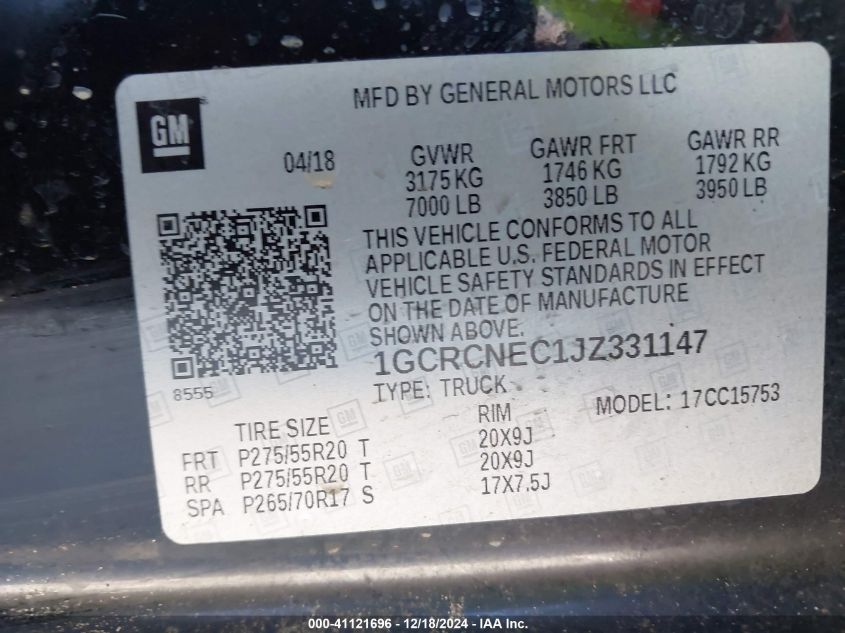 MFD BY GENERAL MOTORS LLC
GM
04/18
GVWR GAWR FRT GAWR RR
3175 KG 1746 KG 1792 KG
7000 LB 3850 LB 3950 LB
THIS VEHICLE CONFORMS TO ALL
APPLICABLE U.S. FEDERAL MOTOR
VEHICLE SAFETY STANDARDS IN EFFECT
ON THE DATE OF MANUFACTURE
SHOWN ABOVE.
1GCRCNEC1JZ331147
8555
TYPE: TRUCK MODEL: 17CC15753
TIRE SIZE RIM
FRT P275/55R20 T 20X9J
RR P275/55R20 T 20X9J
SPA P265/70R17 S 17X7.5J
000-41121696 - 12/18/2024 - IAA Inc.